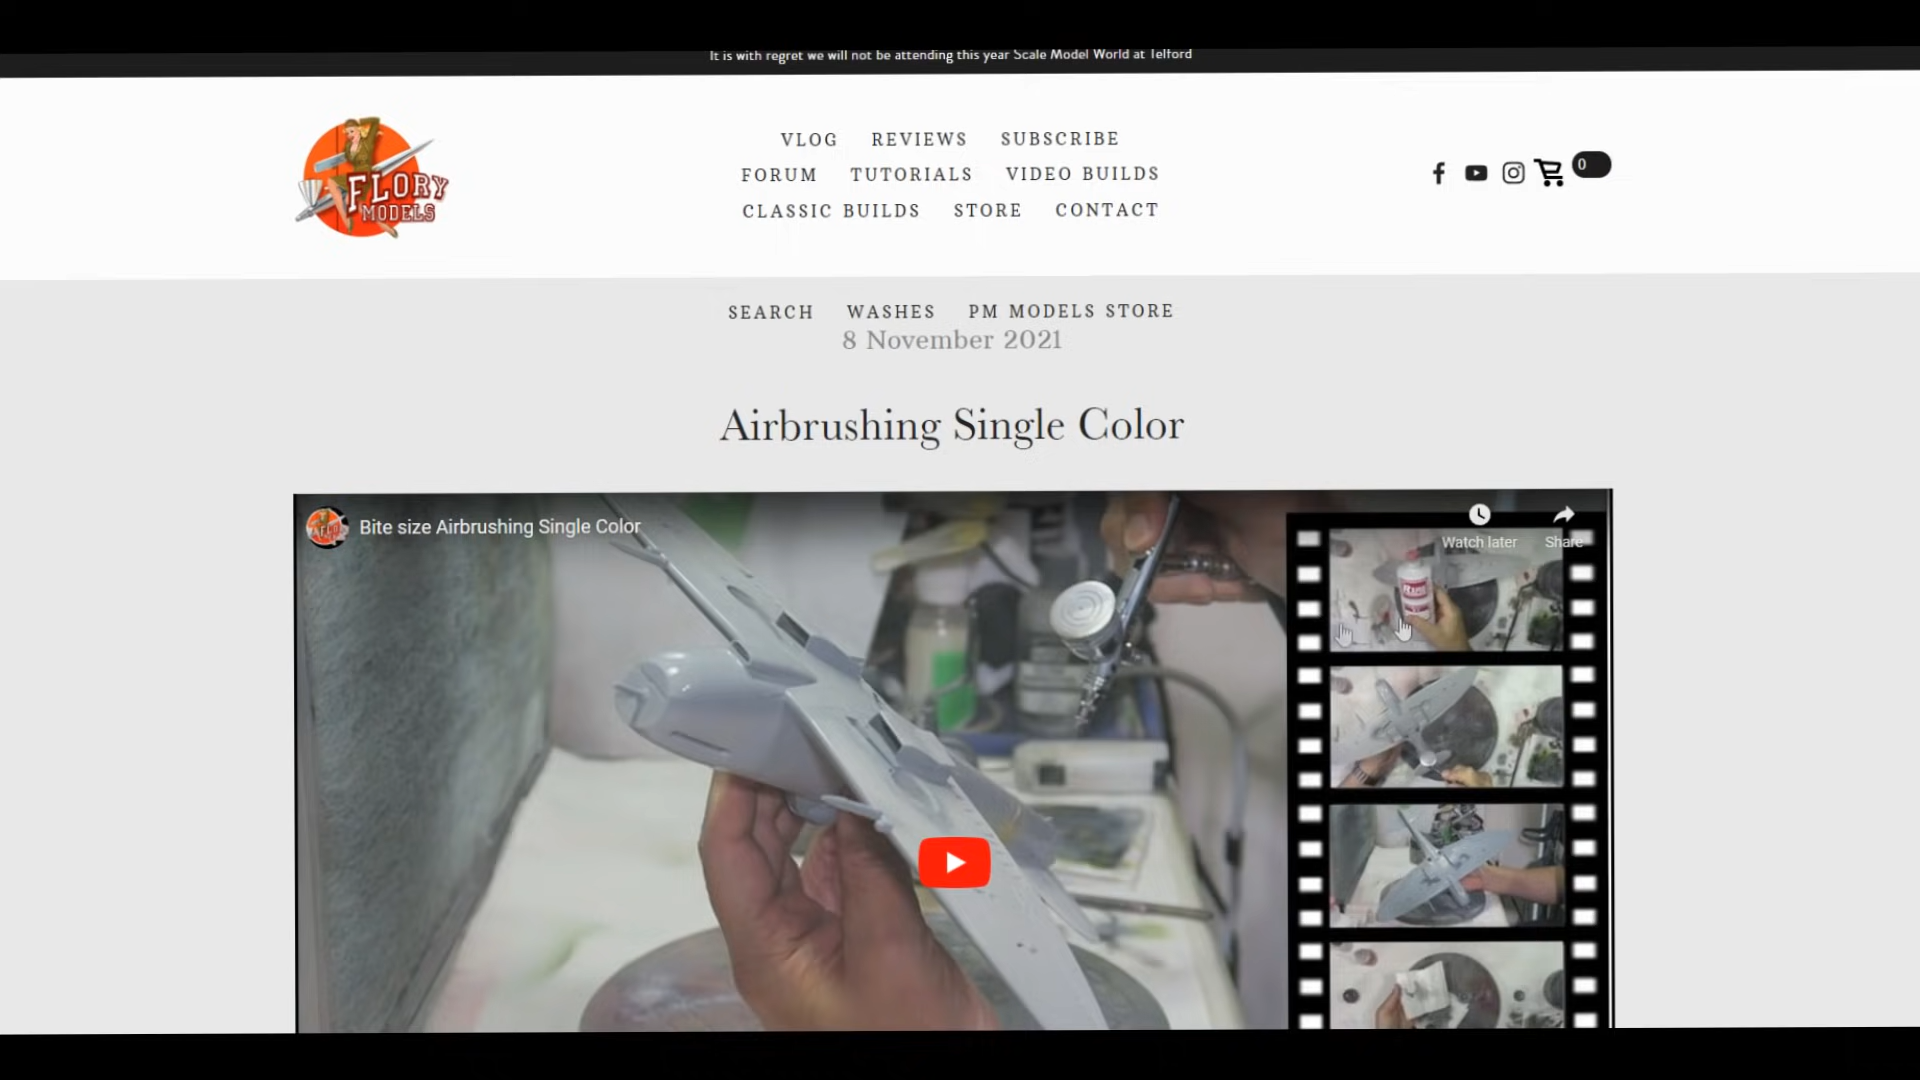 It is with regret we will not be attending this year Scale Model World at Telford
FLORY
MODELS
VLOG REVIEWS SUBSCRIBE
FORUM TUTORIALS VIDEO BUILDS
CLASSIC BUILDS STORE CONTACT
0
SEARCH WASHES PM MODELS STORE
8 November 2021
Airbrushing Single Color
Bite size Airbrushing Single Color
Watch later
Share